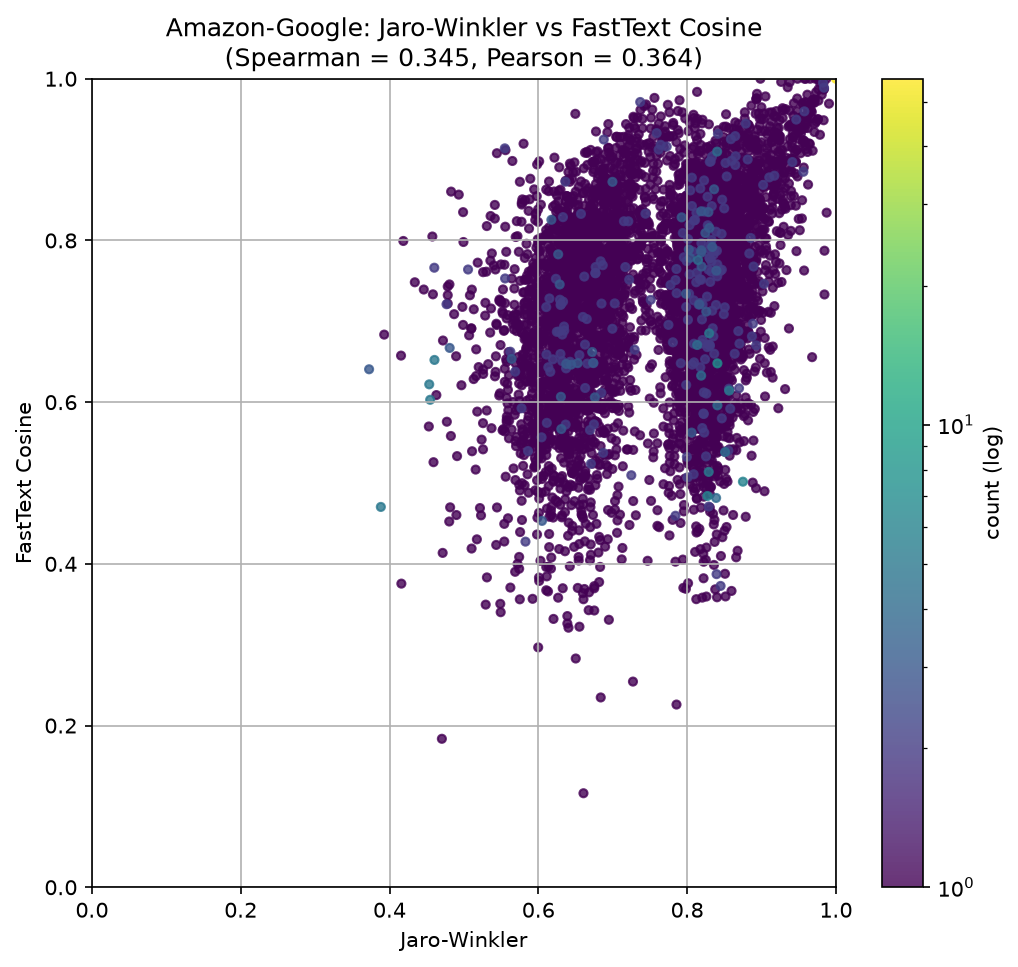 Amazon-Google: Jaro-Winkler vs FastText Cosine
(Spearman = 0.345, Pearson = 0.364)
1.0
0.8
0.6
0.4
0.2
0.0
FastText Cosine
0.0 0.2 0.4 0.6 0.8 1.0
Jaro-Winkler
10¹
10⁰
count (log)